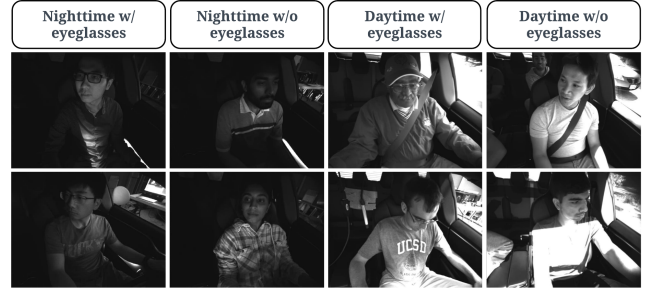 Nighttime w/
eyeglasses
Nighttime w/o
eyeglasses
Daytime w/
eyeglasses
Daytime w/o
eyeglasses
UCSD